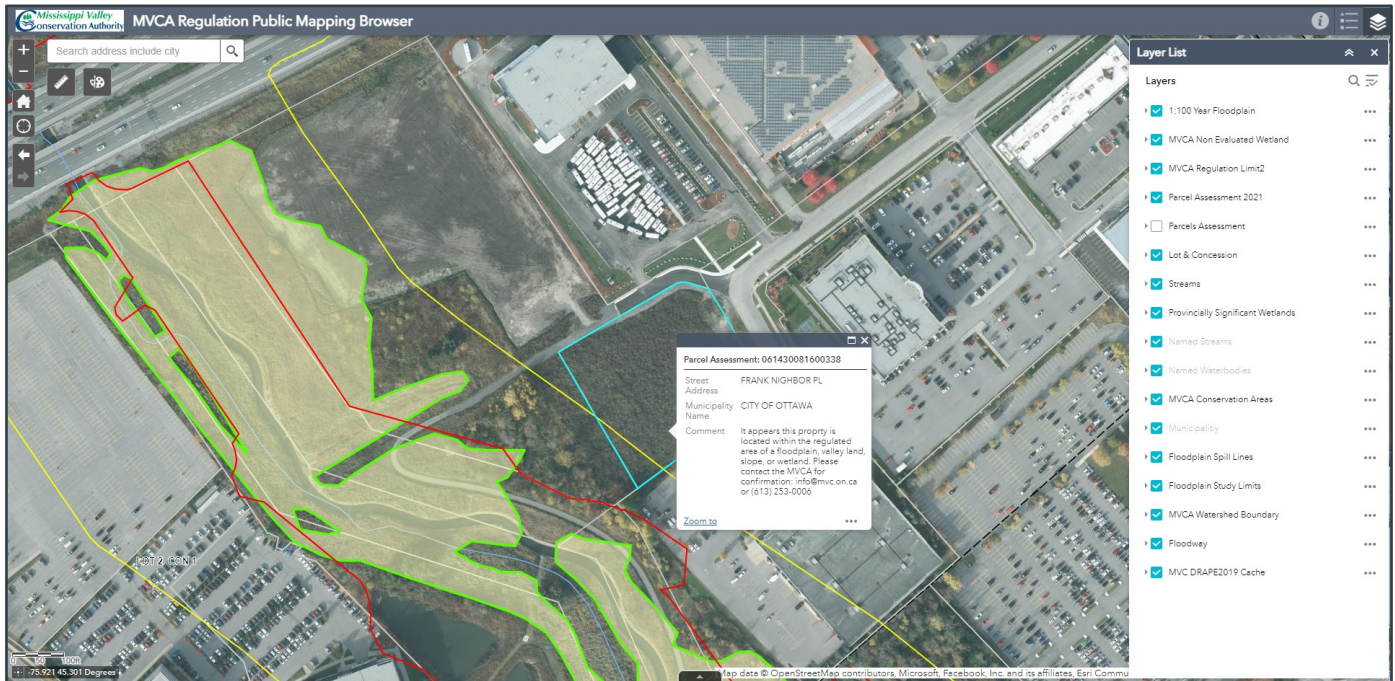 Mississippi Valley
Conservation Authority
MVCA Regulation Public Mapping Browser
Search address include city
Layer List
Layers
1:100 Year Floodplain
MVCA Non Evaluated Wetland
MVCA Regulation Limit2
Parcel Assessment 2021
Parcels Assessment
Lot & Concession
Streams
Provincially Significant Wetlands
Named Streams
Named Waterbodies
MVCA Conservation Areas
Municipality
Floodplain Spill Lines
Floodplain Study Limits
MVCA Watershed Boundary
Floodway
MVC DRAPE2019 Cache
Parcel Assessment: 061430081600338
Street Address FRANK NIGHBOR PL
Municipality Name CITY OF OTTAWA
Comment It appears this proprty is
located within the regulated
area of a floodplain, valley land,
slope, or wetland. Please
contact the MVCA for
confirmation: info@mvc.on.ca
or (613) 253-0006
Zoom to
LOT 2, CON 1
0 50 100ft
-75.921 45.301 Degrees
Map data © OpenStreetMap contributors, Microsoft, Facebook, Inc. and its affiliates, Esri Commu